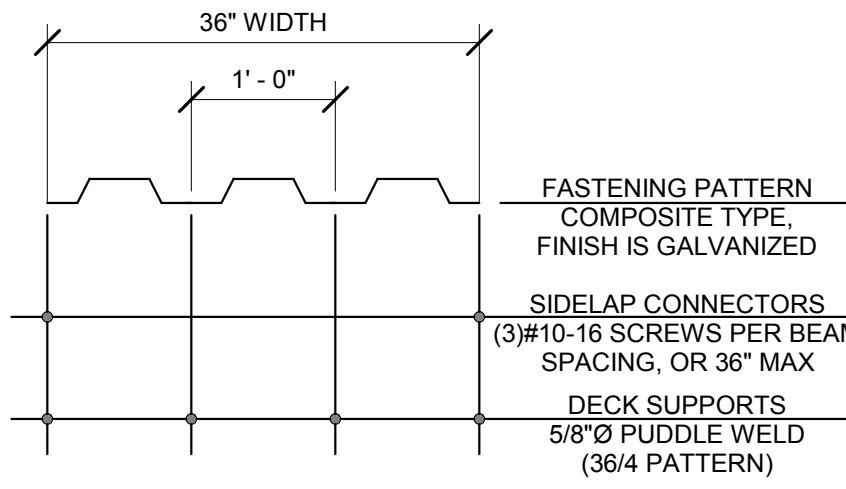 36" WIDTH
1' - 0"
FASTENING PATTERN
COMPOSITE TYPE,
FINISH IS GALVANIZED
SIDELAP CONNECTORS
(3)#10-16 SCREWS PER BEAM
SPACING, OR 36" MAX
DECK SUPPORTS
5/8"Ø PUDDLE WELD
(36/4 PATTERN)